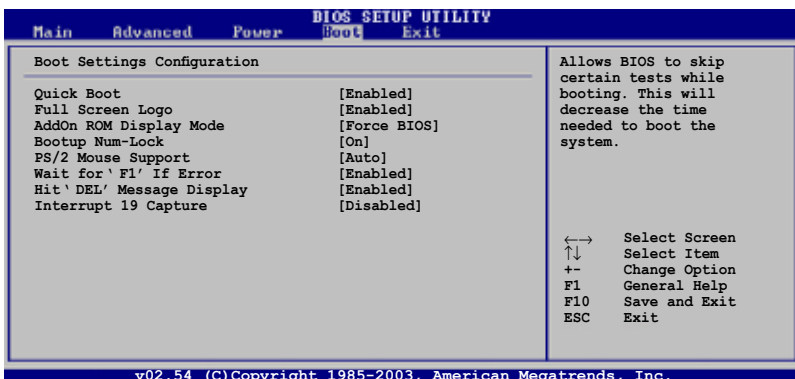 BIOS SETUP UTILITY
Main Advanced Power Boot Exit
Boot Settings Configuration
Quick Boot [Enabled]
Full Screen Logo [Enabled]
AddOn ROM Display Mode [Force BIOS]
Bootup Num-Lock [On]
PS/2 Mouse Support [Auto]
Wait for ‘ F1’ If Error [Enabled]
Hit ‘ DEL’ Message Display [Enabled]
Interrupt 19 Capture [Disabled]
Allows BIOS to skip
certain tests while
booting. This will
decrease the time
needed to boot the
system.
←→ Select Screen
↑↓ Select Item
+- Change Option
F1 General Help
F10 Save and Exit
ESC Exit
v02.54 (C)Copyright 1985-2003, American Megatrends, Inc.